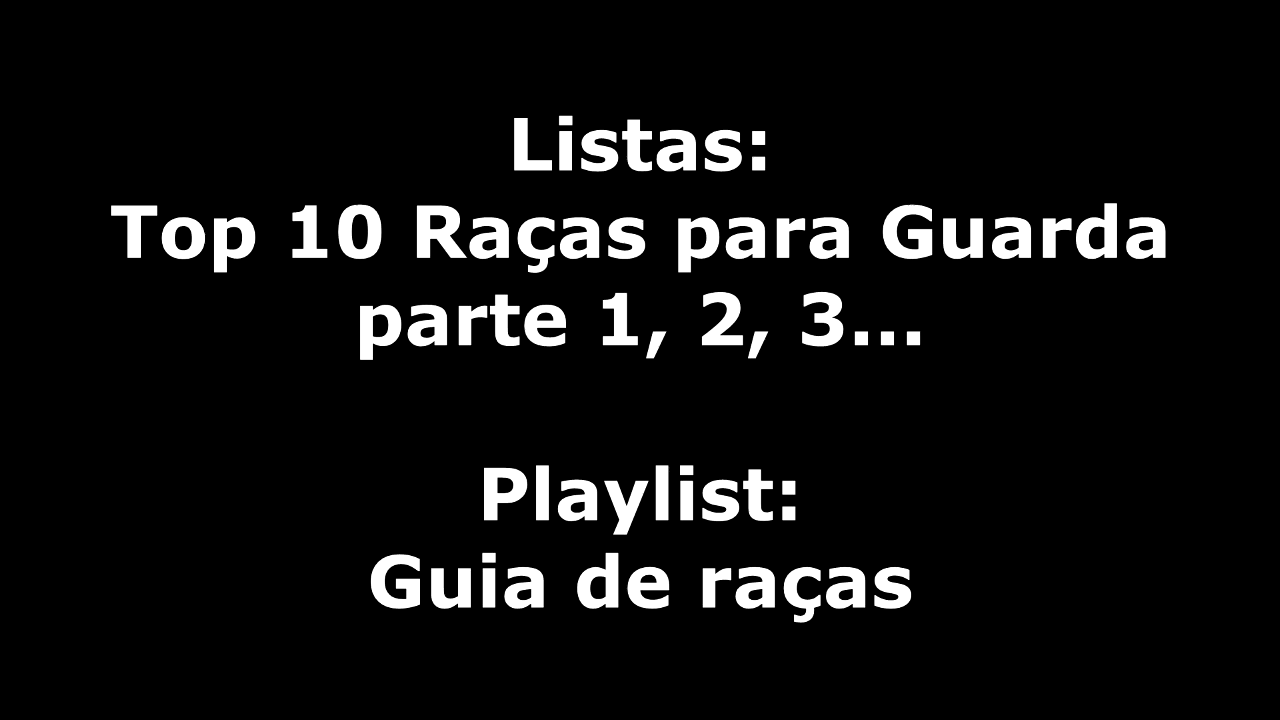 Listas:
Top 10 Raças para Guarda
parte 1, 2, 3...
Playlist:
Guia de raças